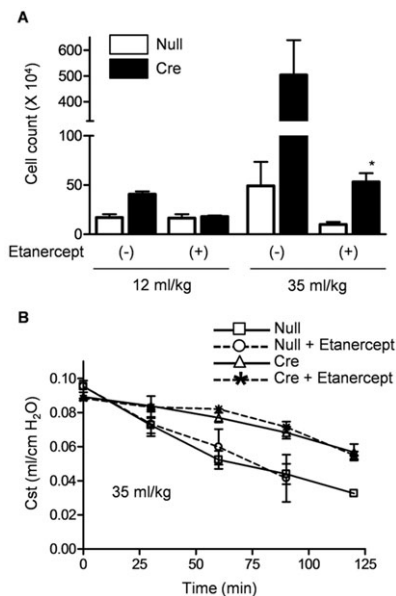 A
Null
Cre
Cell count (X 10⁴)
600
500
400
100
50
0
*
Etanercept (-) (+) (-) (+)
12 ml/kg 35 ml/kg
B
Null
Null + Etanercept
Cre
Cre + Etanercept
Cst (ml/cm H₂O)
0.10
0.08
0.06
0.04
0.02
0.00
35 ml/kg
0 25 50 75 100 125
Time (min)